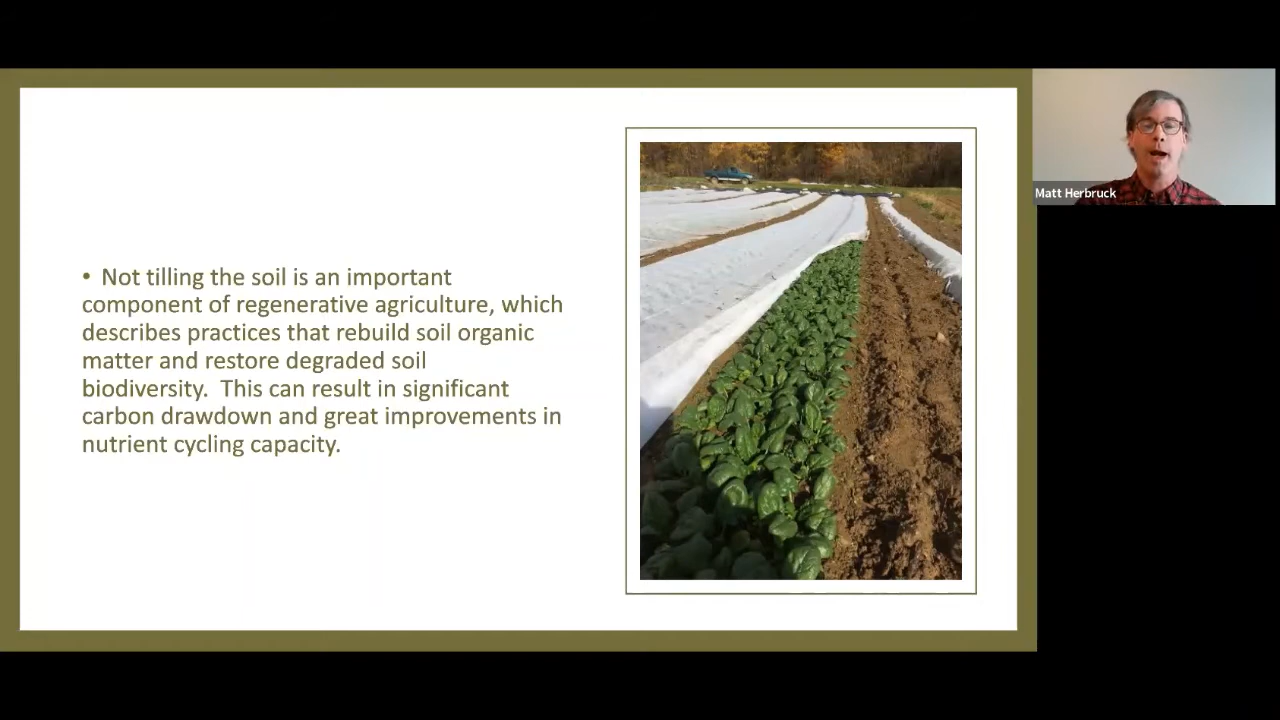 • Not tilling the soil is an important
component of regenerative agriculture, which
describes practices that rebuild soil organic
matter and restore degraded soil
biodiversity.  This can result in significant
carbon drawdown and great improvements in
nutrient cycling capacity.
Matt Herbruck